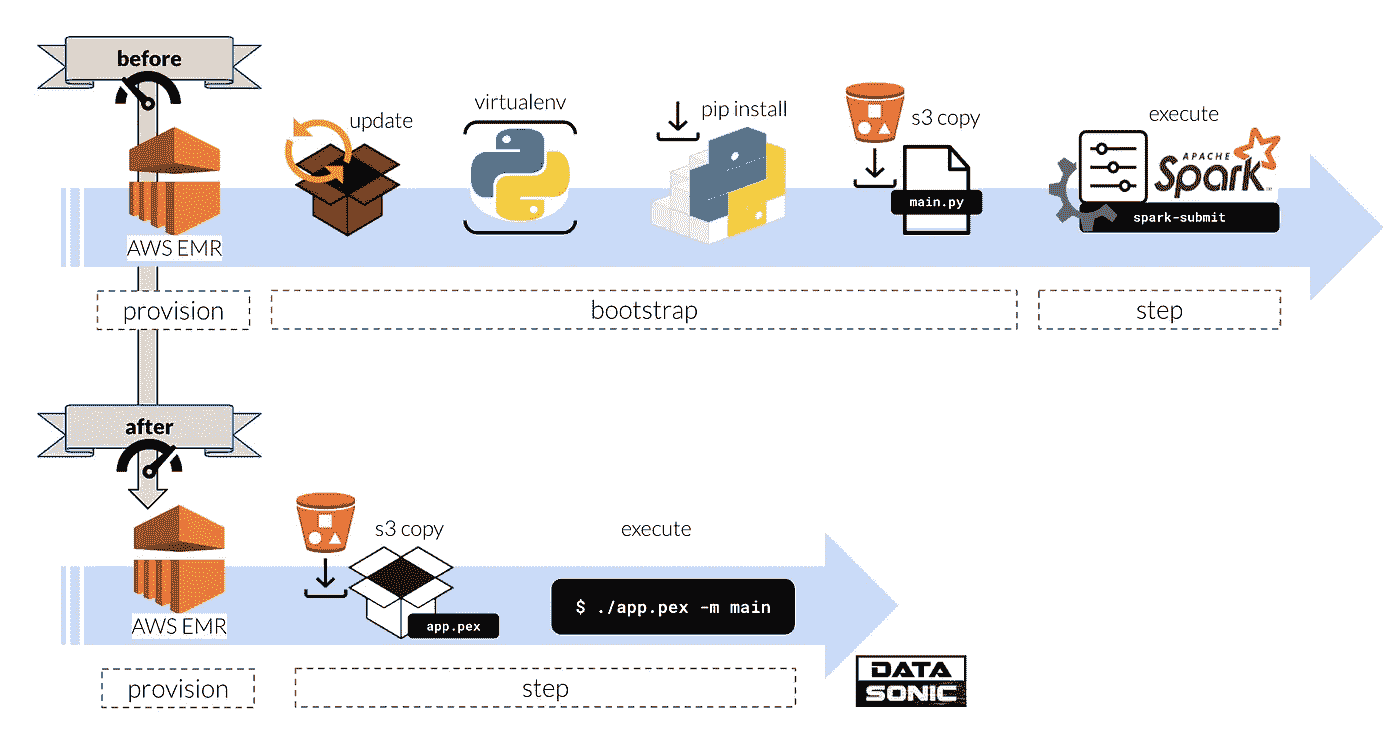 before
update
virtualenv
pip install
s3 copy
execute
main.py
APACHE
Spark
spark-submit
AWS EMR
provision
bootstrap
step
after
s3 copy
execute
$ ./app.pex -m main
app.pex
AWS EMR
provision
step
DATA
SONIC